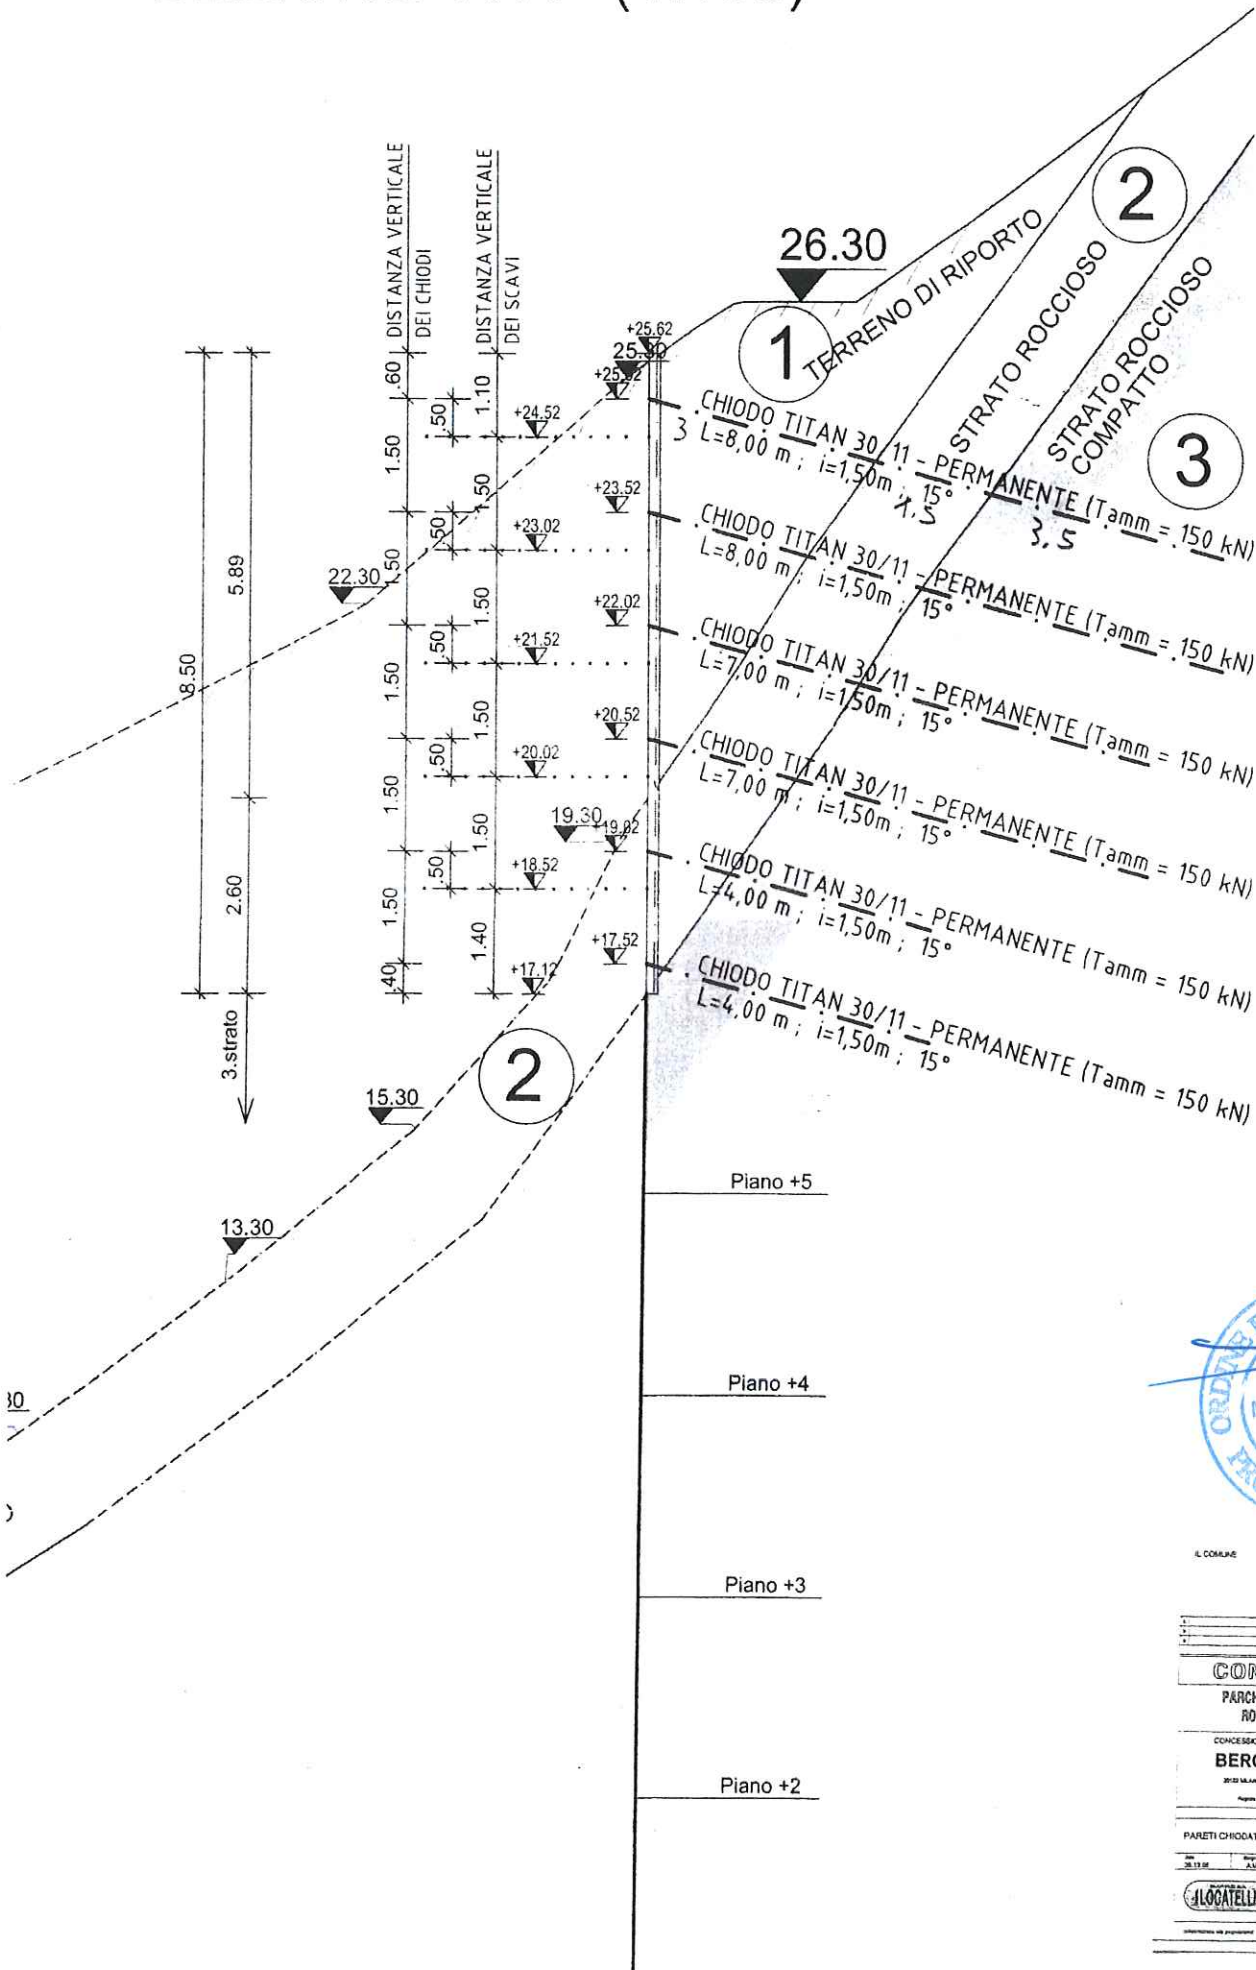 DISTANZA VERTICALE
DEI CHIODI
DISTANZA VERTICALE
DEI SCAVI
26.30
1
2
3
TERRENO DI RIPORTO
STRATO ROCCIOSO
STRATO ROCCIOSO
COMPATTO
+25.62
.60
1.10
.50
+24.52
CHIODO TITAN 30/11 - PERMANENTE (Tamm = 150 kN)
L=8,00 m ; i=1,50m ; 15°
3
1,5
3,5
1.50
1.50
.50
+23.52
+23.02
CHIODO TITAN 30/11 - PERMANENTE (Tamm = 150 kN)
L=8,00 m ; i=1,50m ; 15°
5.89
8.50
22.30
1.50
1.50
.50
+22.02
+21.52
CHIODO TITAN 30/11 - PERMANENTE (Tamm = 150 kN)
L=7,00 m ; i=1,50m ; 15°
1.50
1.50
.50
+20.52
+20.02
CHIODO TITAN 30/11 - PERMANENTE (Tamm = 150 kN)
L=7,00 m ; i=1,50m ; 15°
1.50
1.50
.50
19.30
+19.02
+18.52
CHIODO TITAN 30/11 - PERMANENTE (Tamm = 150 kN)
L=4,00 m ; i=1,50m ; 15°
2.60
1.50
1.40
.40
+17.52
+17.12
CHIODO TITAN 30/11 - PERMANENTE (Tamm = 150 kN)
L=4,00 m ; i=1,50m ; 15°
3.strato
2
15.30
13.30
Piano +5
Piano +4
Piano +3
Piano +2
ORDINE
IL COMUNE
BER
PARETI CHIODAT
LOCATELLI